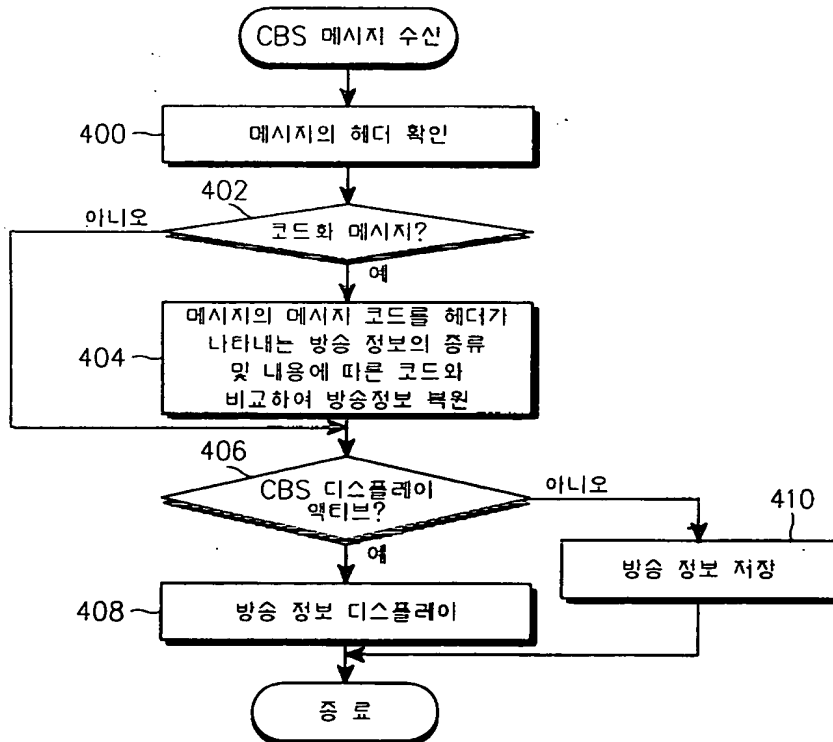 CBS 메시지 수신
400
메시지의 헤더 확인
402
아니오
코드화 메시지?
예
404
메시지의 메시지 코드를 헤더가
나타내는 방송 정보의 종류
및 내용에 따른 코드와
비교하여 방송정보 복원
406
CBS 디스플레이
액티브?
아니오
예
410
방송 정보 저장
408
방송 정보 디스플레이
종 료